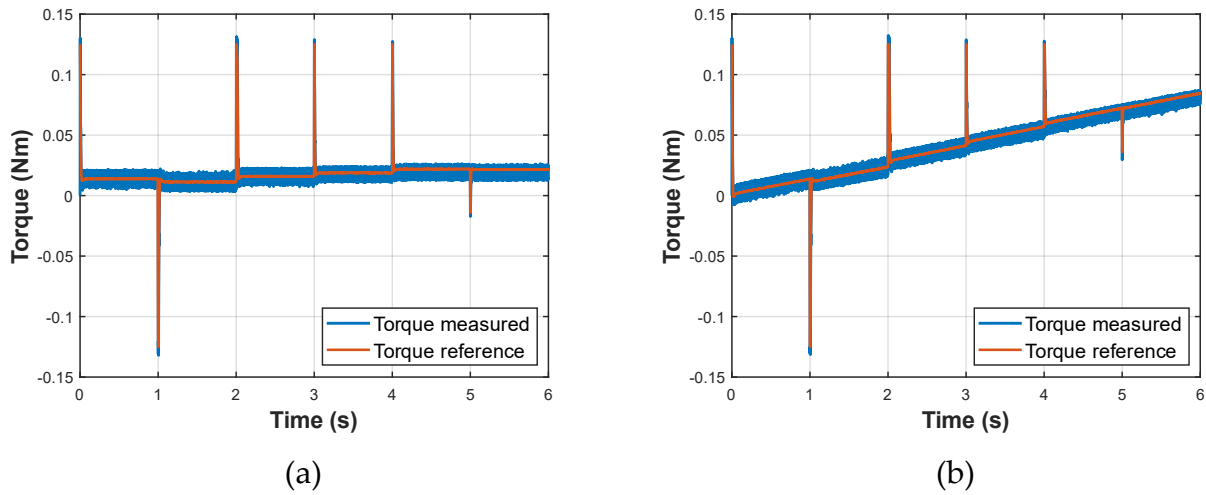 0.15
0.1
0.05
0
-0.05
-0.1
-0.15
Torque (Nm)
0 1 2 3 4 5 6
Time (s)
Torque measured
Torque reference
(a)
0.15
0.1
0.05
0
-0.05
-0.1
-0.15
Torque (Nm)
0 1 2 3 4 5 6
Time (s)
Torque measured
Torque reference
(b)